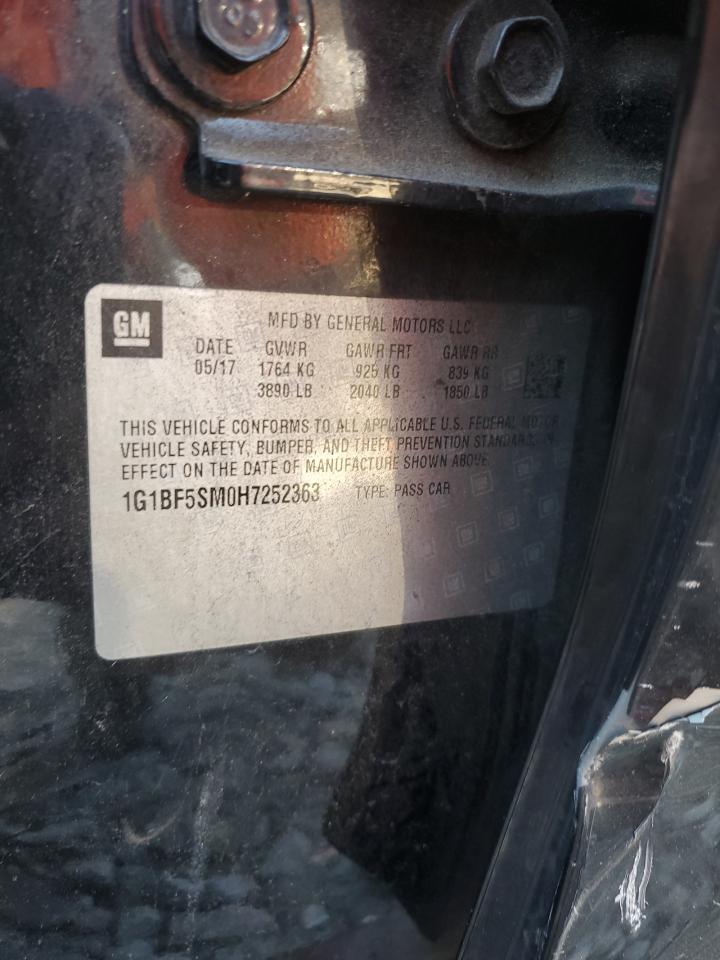 98
GM
MFD BY GENERAL MOTORS LLC
DATE GVWR GAWR FRT GAWR RR
05/17 1764 KG 925 KG 839 KG
3890 LB 2040 LB 1850 LB
THIS VEHICLE CONFORMS TO ALL APPLICABLE U.S. FEDERAL MOTOR
VEHICLE SAFETY, BUMPER, AND THEFT PREVENTION STANDARDS IN
EFFECT ON THE DATE OF MANUFACTURE SHOWN ABOVE.
1G1BF5SM0H7252363 TYPE: PASS CAR